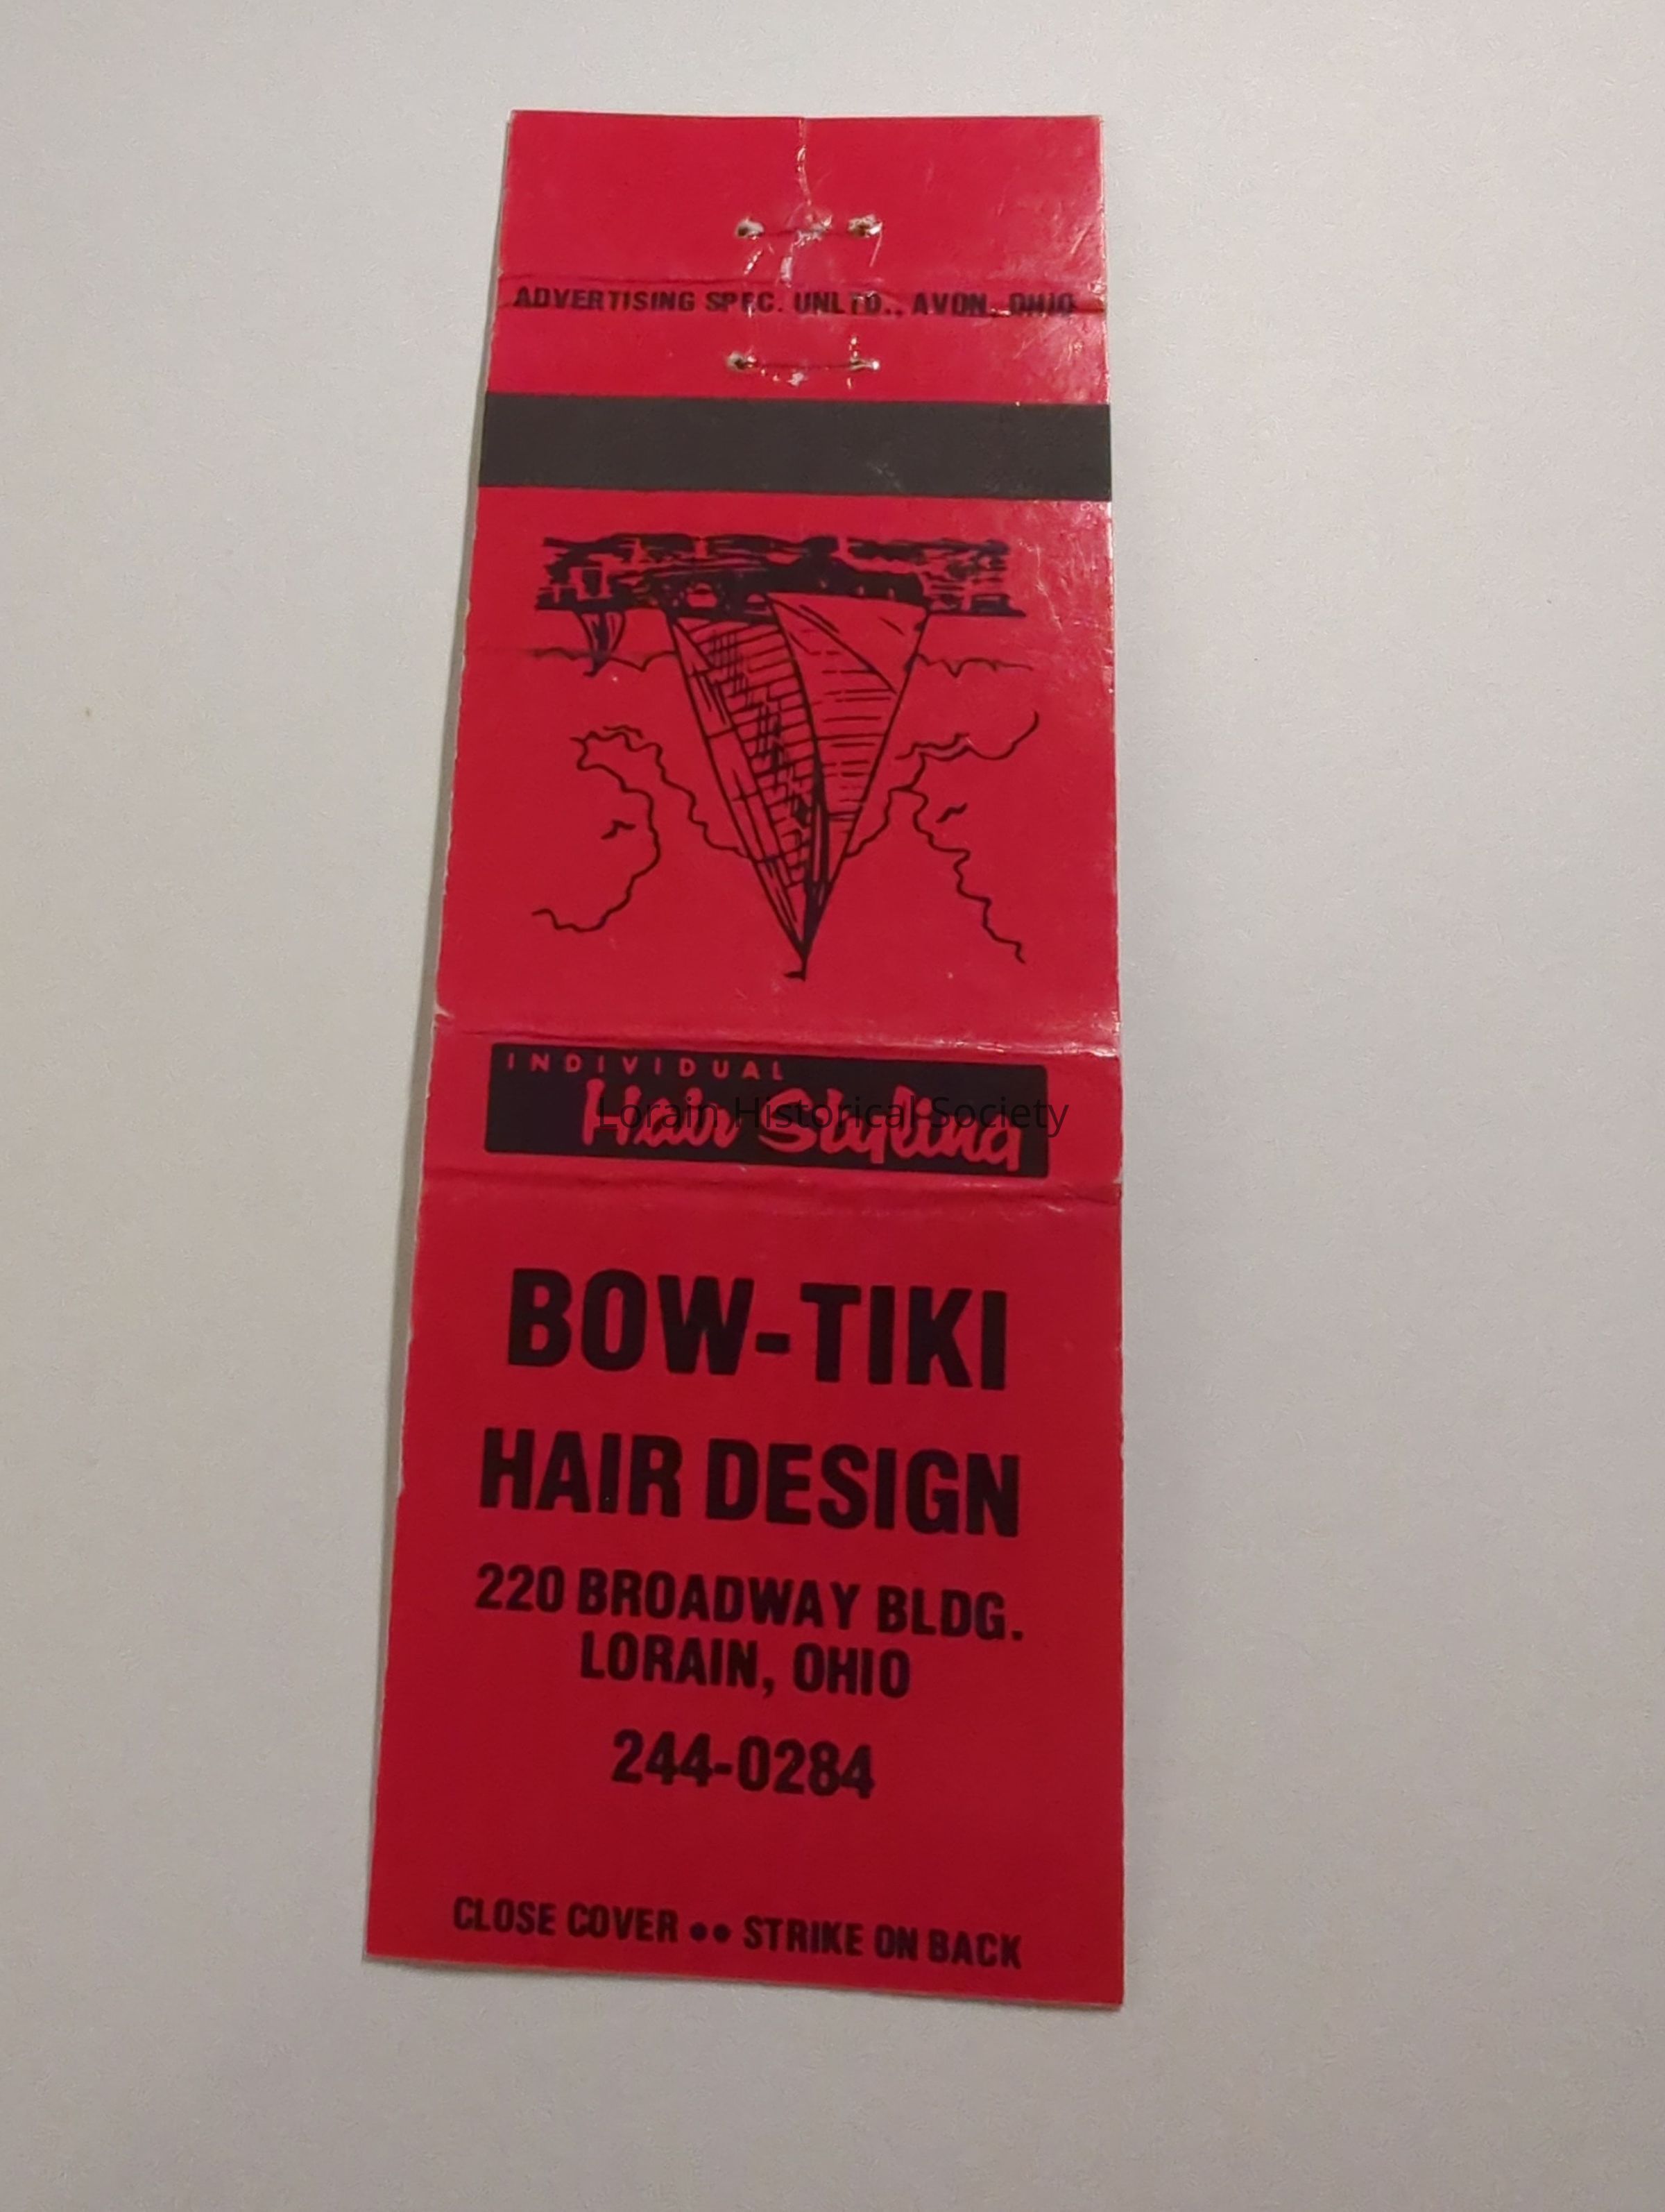 ADVERTISING SPEC. UNLTD., AVON, OHIO
INDIVIDUAL
Hair Styling
Lorain Historical Society
BOW-TIKI
HAIR DESIGN
220 BROADWAY BLDG.
LORAIN, OHIO
244-0284
CLOSE COVER •• STRIKE ON BACK